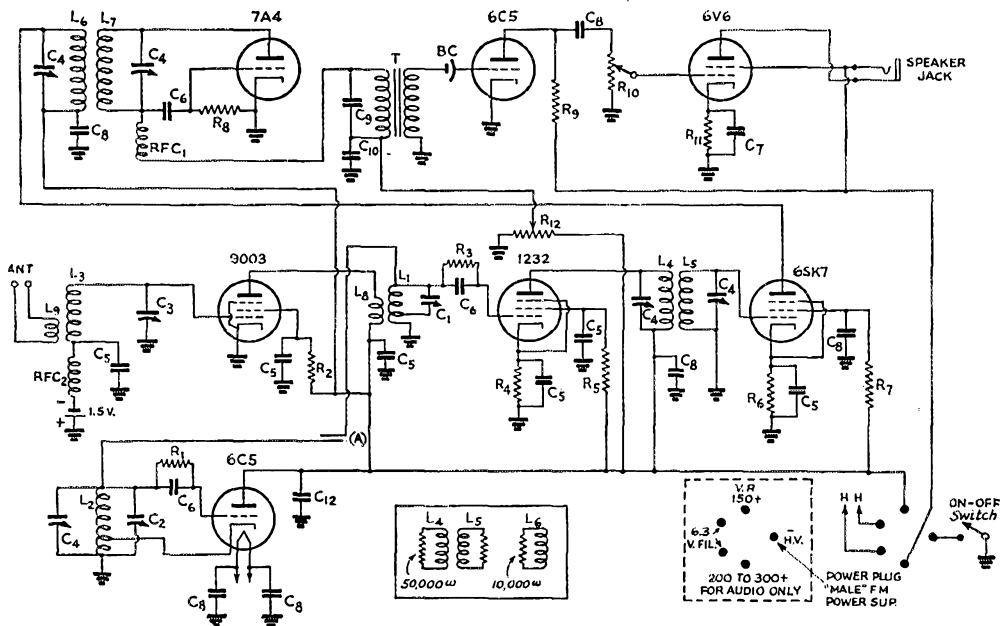 L6 L7 7A4 6C5 C8 6V6
C4 C4 T BC SPEAKER
JACK
C6 R8 C9 R9 R10
C8 RFC1 C10 R11 C7
R12
ANT L3 9003 R3 1232 L4 L5 6SK7
L9 C3 L8 L1 C1 C6 C4 C4
C5 C5 R2 C5 C5 C8 C8
RFC2 R4 C5 R5 R6 C5 R7
- 1.5 V.
+
(A)
R1 6C5
L2 C6 C12
C4 C2
C8 C8
L4 L5 L6
50,000 ω 10,000 ω
V.R
150+
6.3
V. FIL.
-
H.V.
200 TO 300+
FOR AUDIO ONLY
H H
ON-OFF
Switch
POWER PLUG
"MALE" FM
POWER SUP.